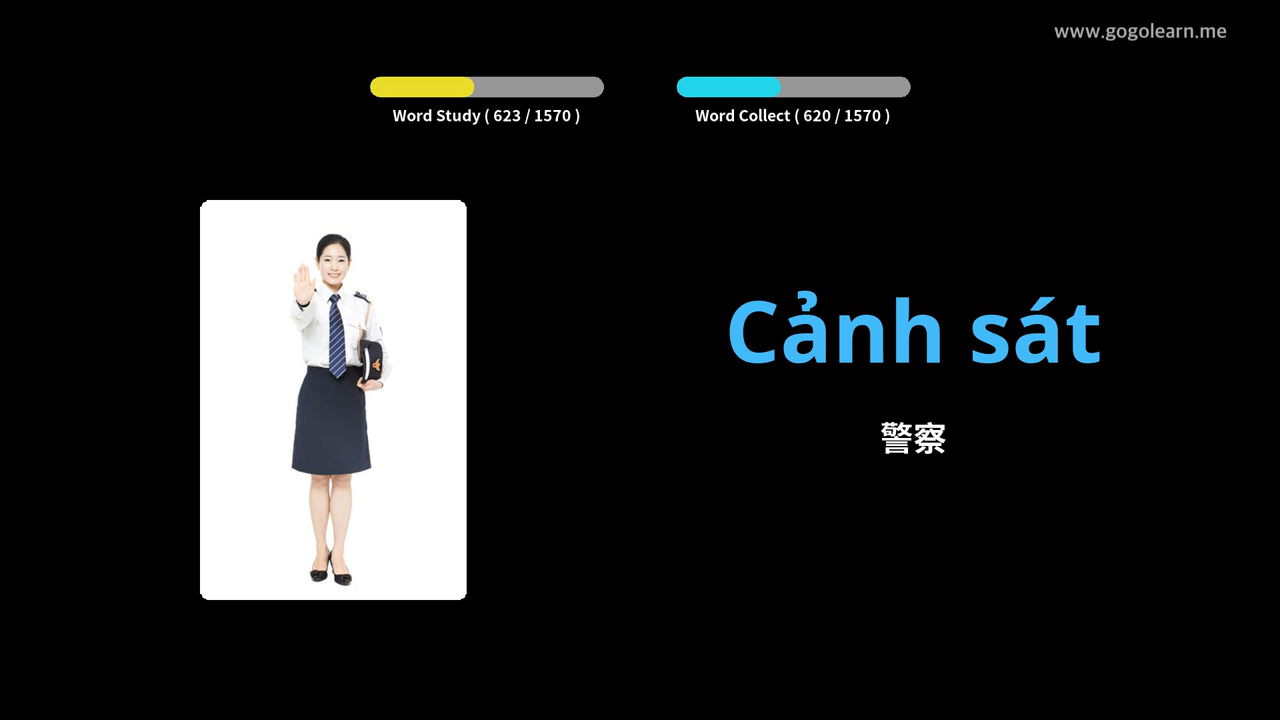 www.gogolearn.me
Word Study ( 623 / 1570 )
Word Collect ( 620 / 1570 )
Cảnh sát
警察